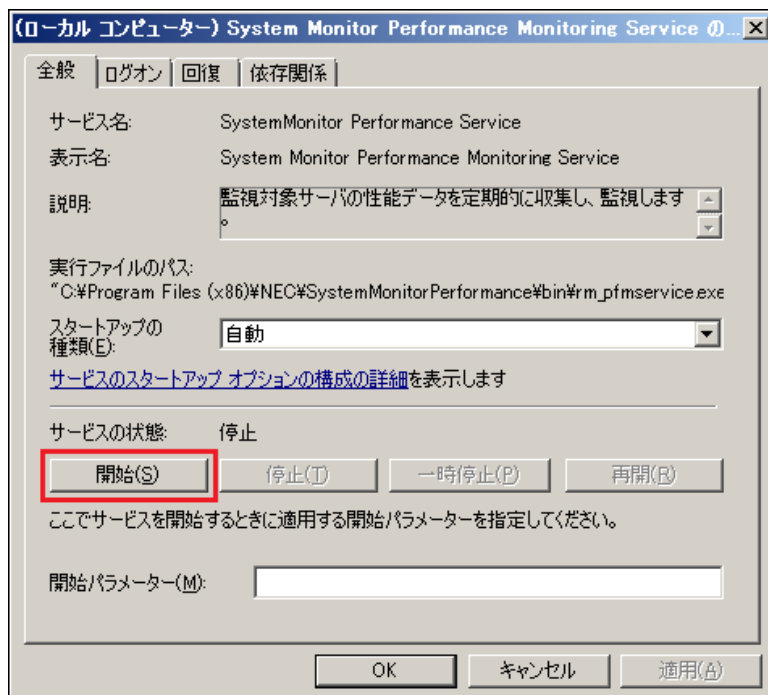 (ローカル コンピューター) System Monitor Performance Monitoring Service の...
全般 ログオン 回復 依存関係
サービス名: SystemMonitor Performance Service
表示名: System Monitor Performance Monitoring Service
説明: 監視対象サーバの性能データを定期的に収集し、監視します
。
実行ファイルのパス:
"C:¥Program Files (x86)¥NEC¥SystemMonitorPerformance¥bin¥rm_pfmservice.exe
スタートアップの
種類(E): 自動
サービスのスタートアップ オプションの構成の詳細を表示します
サービスの状態: 停止
開始(S) 停止(T) 一時停止(P) 再開(R)
ここでサービスを開始するときに適用する開始パラメーターを指定してください。
開始パラメーター(M):
OK キャンセル 適用(A)